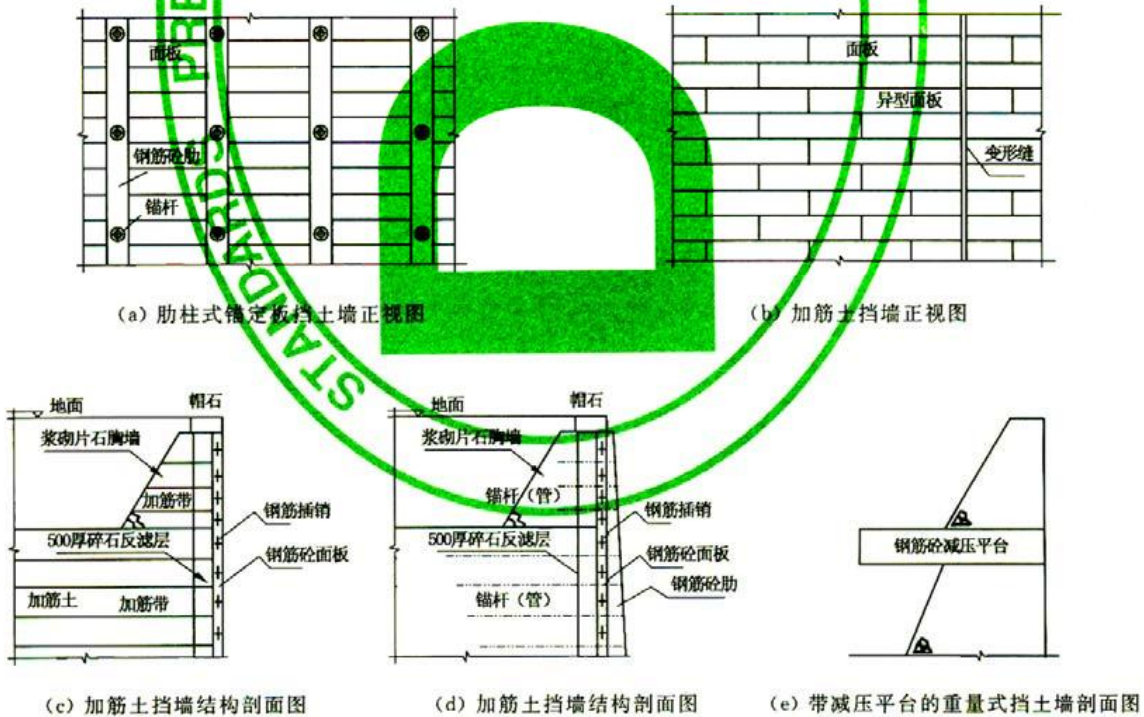 面板
钢筋砼肋
锚杆
(a) 肋柱式锚定板挡土墙正视图
面板
异型面板
变形缝
(b) 加筋土挡墙正视图
地面
帽石
浆砌片石胸墙
加筋带
钢筋插销
500厚碎石反滤层
钢筋砼面板
加筋土
加筋带
(c) 加筋土挡墙结构剖面图
地面
帽石
浆砌片石胸墙
锚杆(管)
钢筋插销
500厚碎石反滤层
钢筋砼面板
钢筋砼肋
锚杆(管)
(d) 加筋土挡墙结构剖面图
钢筋砼减压平台
(e) 带减压平台的重量式挡土墙剖面图
STANDARDS PRE